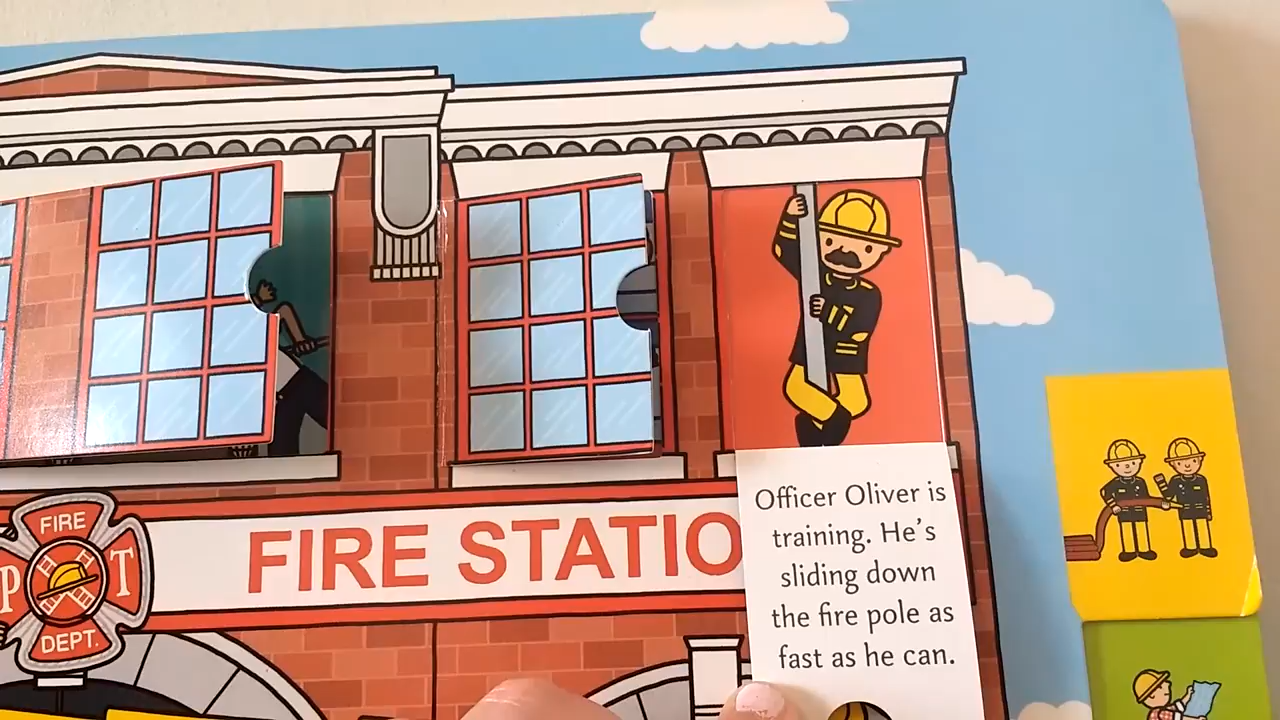 FIRE STATIO
FIRE
P T
DEPT.
Officer Oliver is
training. He's
sliding down
the fire pole as
fast as he can.